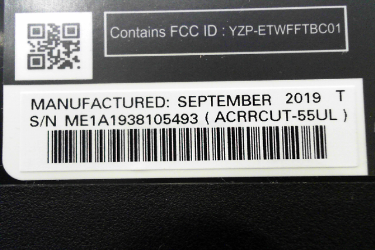 Contains FCC ID : YZP-ETWFFTBC01
MANUFACTURED: SEPTEMBER 2019 T
S/N ME1A1938105493 ( ACRRCUT-55UL )